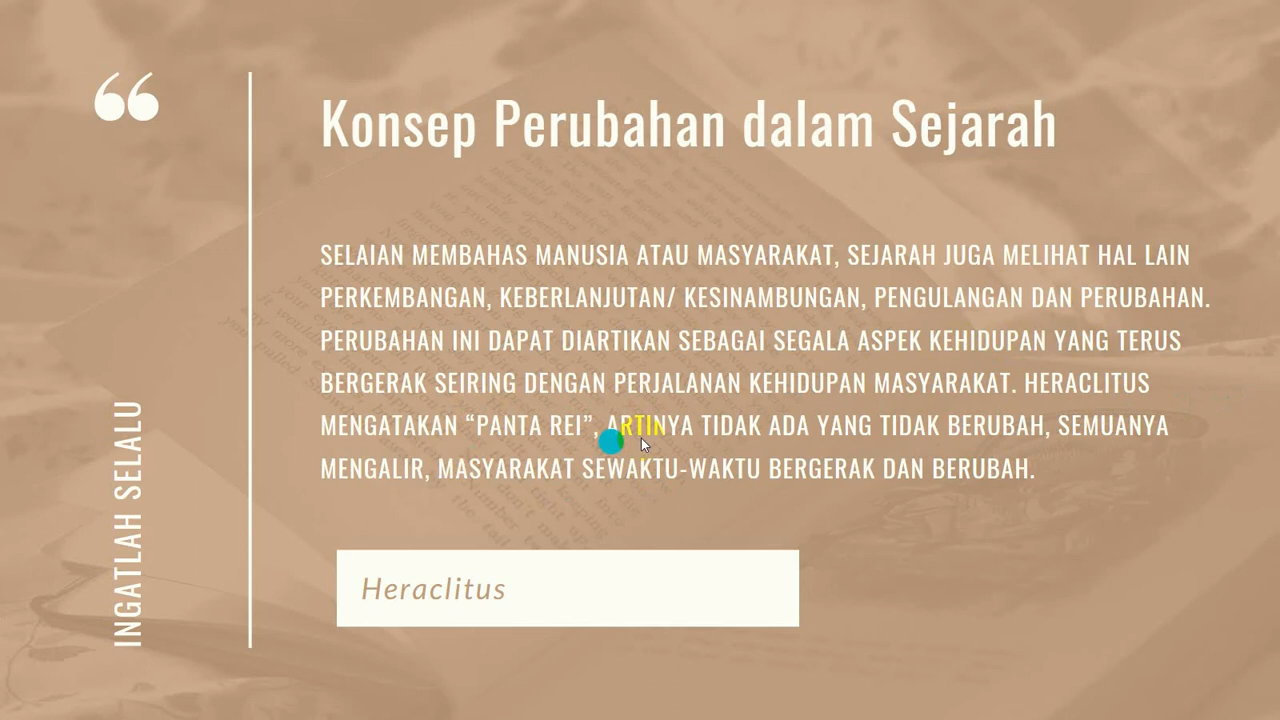 “
Konsep Perubahan dalam Sejarah
SELAIAN MEMBAHAS MANUSIA ATAU MASYARAKAT, SEJARAH JUGA MELIHAT HAL LAIN
PERKEMBANGAN, KEBERLANJUTAN/ KESINAMBUNGAN, PENGULANGAN DAN PERUBAHAN.
PERUBAHAN INI DAPAT DIARTIKAN SEBAGAI SEGALA ASPEK KEHIDUPAN YANG TERUS
BERGERAK SEIRING DENGAN PERJALANAN KEHIDUPAN MASYARAKAT. HERACLITUS
MENGATAKAN “PANTA REI”, ARTINYA TIDAK ADA YANG TIDAK BERUBAH, SEMUANYA
MENGALIR, MASYARAKAT SEWAKTU-WAKTU BERGERAK DAN BERUBAH.
Heraclitus
INGATLAH SELALU